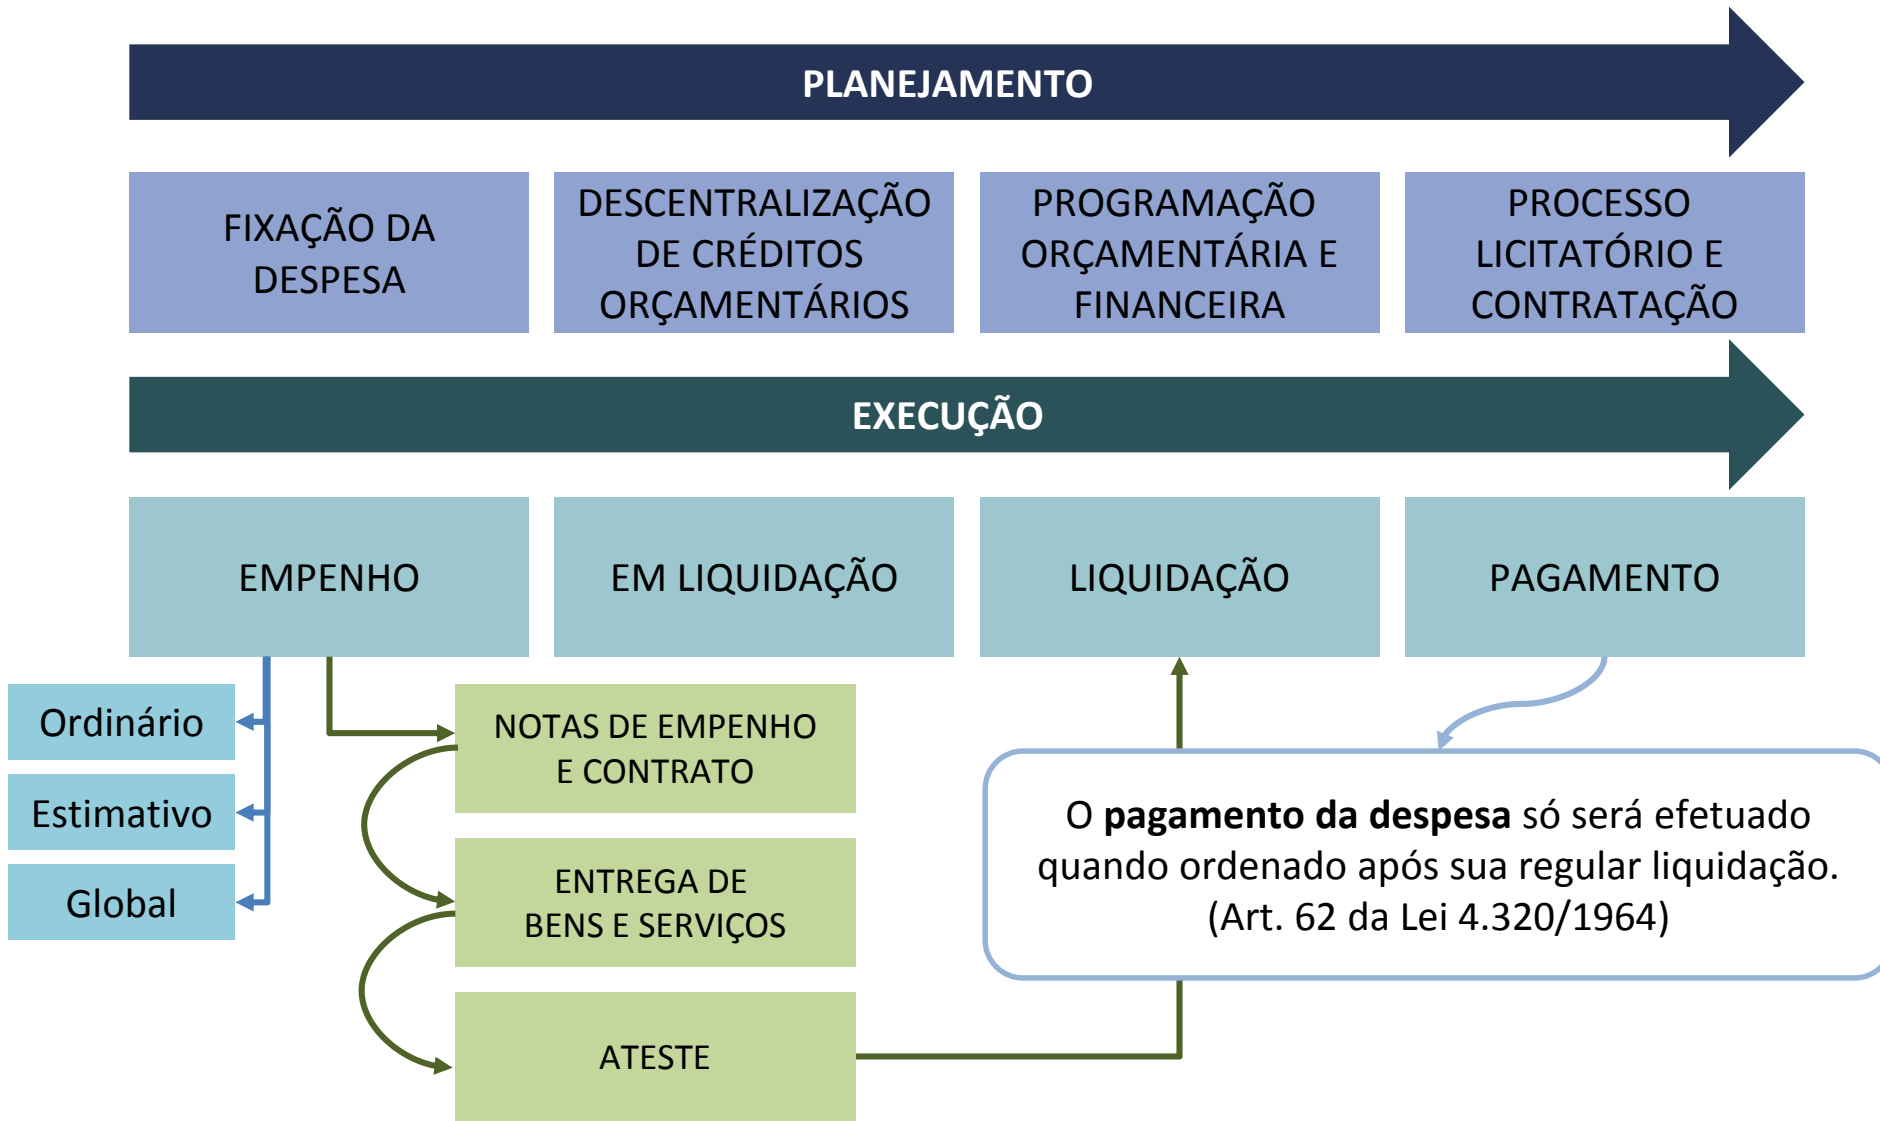 PLANEJAMENTO
FIXAÇÃO DA
DESPESA
DESCENTRALIZAÇÃO
DE CRÉDITOS
ORÇAMENTÁRIOS
PROGRAMAÇÃO
ORÇAMENTÁRIA E
FINANCEIRA
PROCESSO
LICITATÓRIO E
CONTRATAÇÃO
EXECUÇÃO
EMPENHO
EM LIQUIDAÇÃO
LIQUIDAÇÃO
PAGAMENTO
Ordinário
Estimativo
Global
NOTAS DE EMPENHO
E CONTRATO
ENTREGA DE
BENS E SERVIÇOS
ATESTE
O pagamento da despesa só será efetuado
quando ordenado após sua regular liquidação.
(Art. 62 da Lei 4.320/1964)